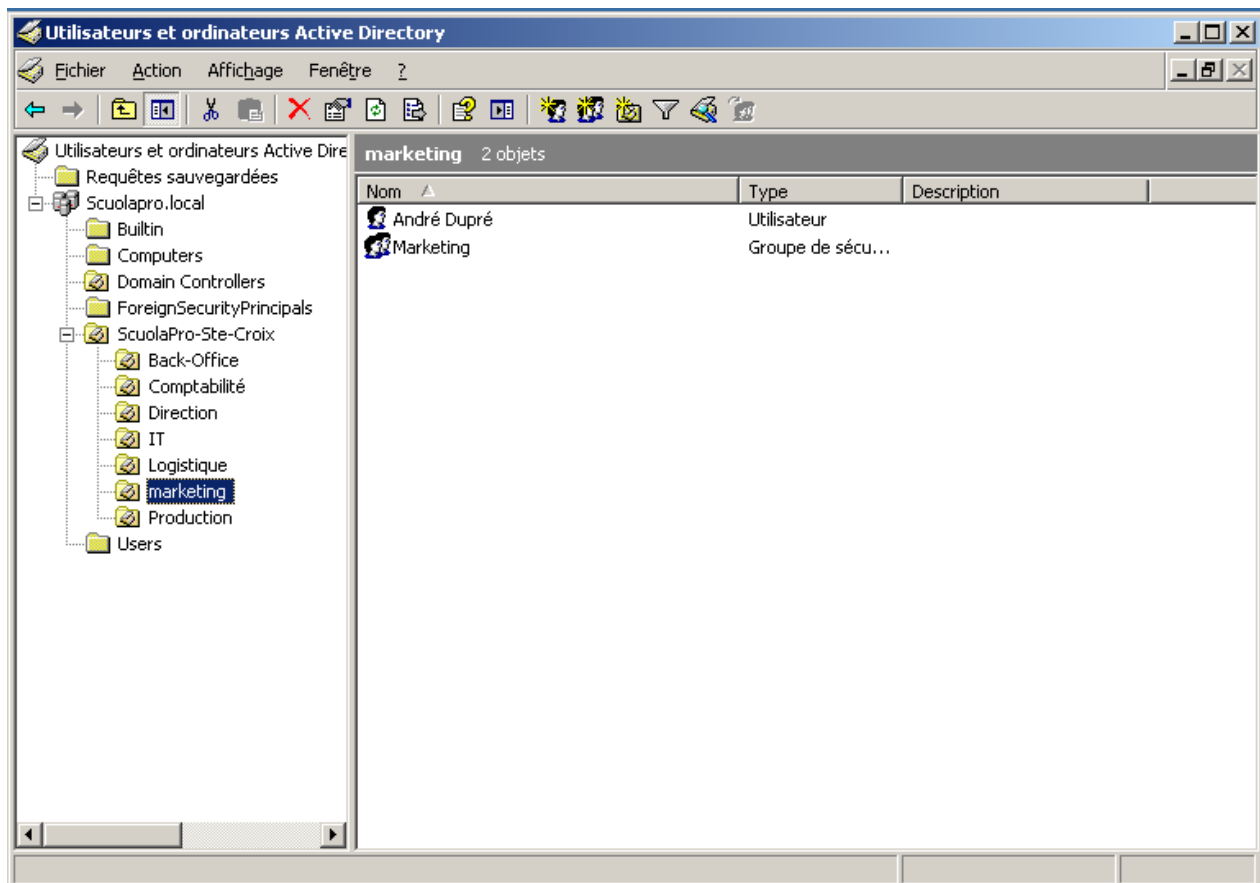 Utilisateurs et ordinateurs Active Directory
Fichier Action Affichage Fenêtre ?
Utilisateurs et ordinateurs Active Dire
Requêtes sauvegardées
Scuolapro.local
Builtin
Computers
Domain Controllers
ForeignSecurityPrincipals
ScuolaPro-Ste-Croix
Back-Office
Comptabilité
Direction
IT
Logistique
marketing
Production
Users
marketing 2 objets
Nom Type Description
André Dupré Utilisateur
Marketing Groupe de sécu...